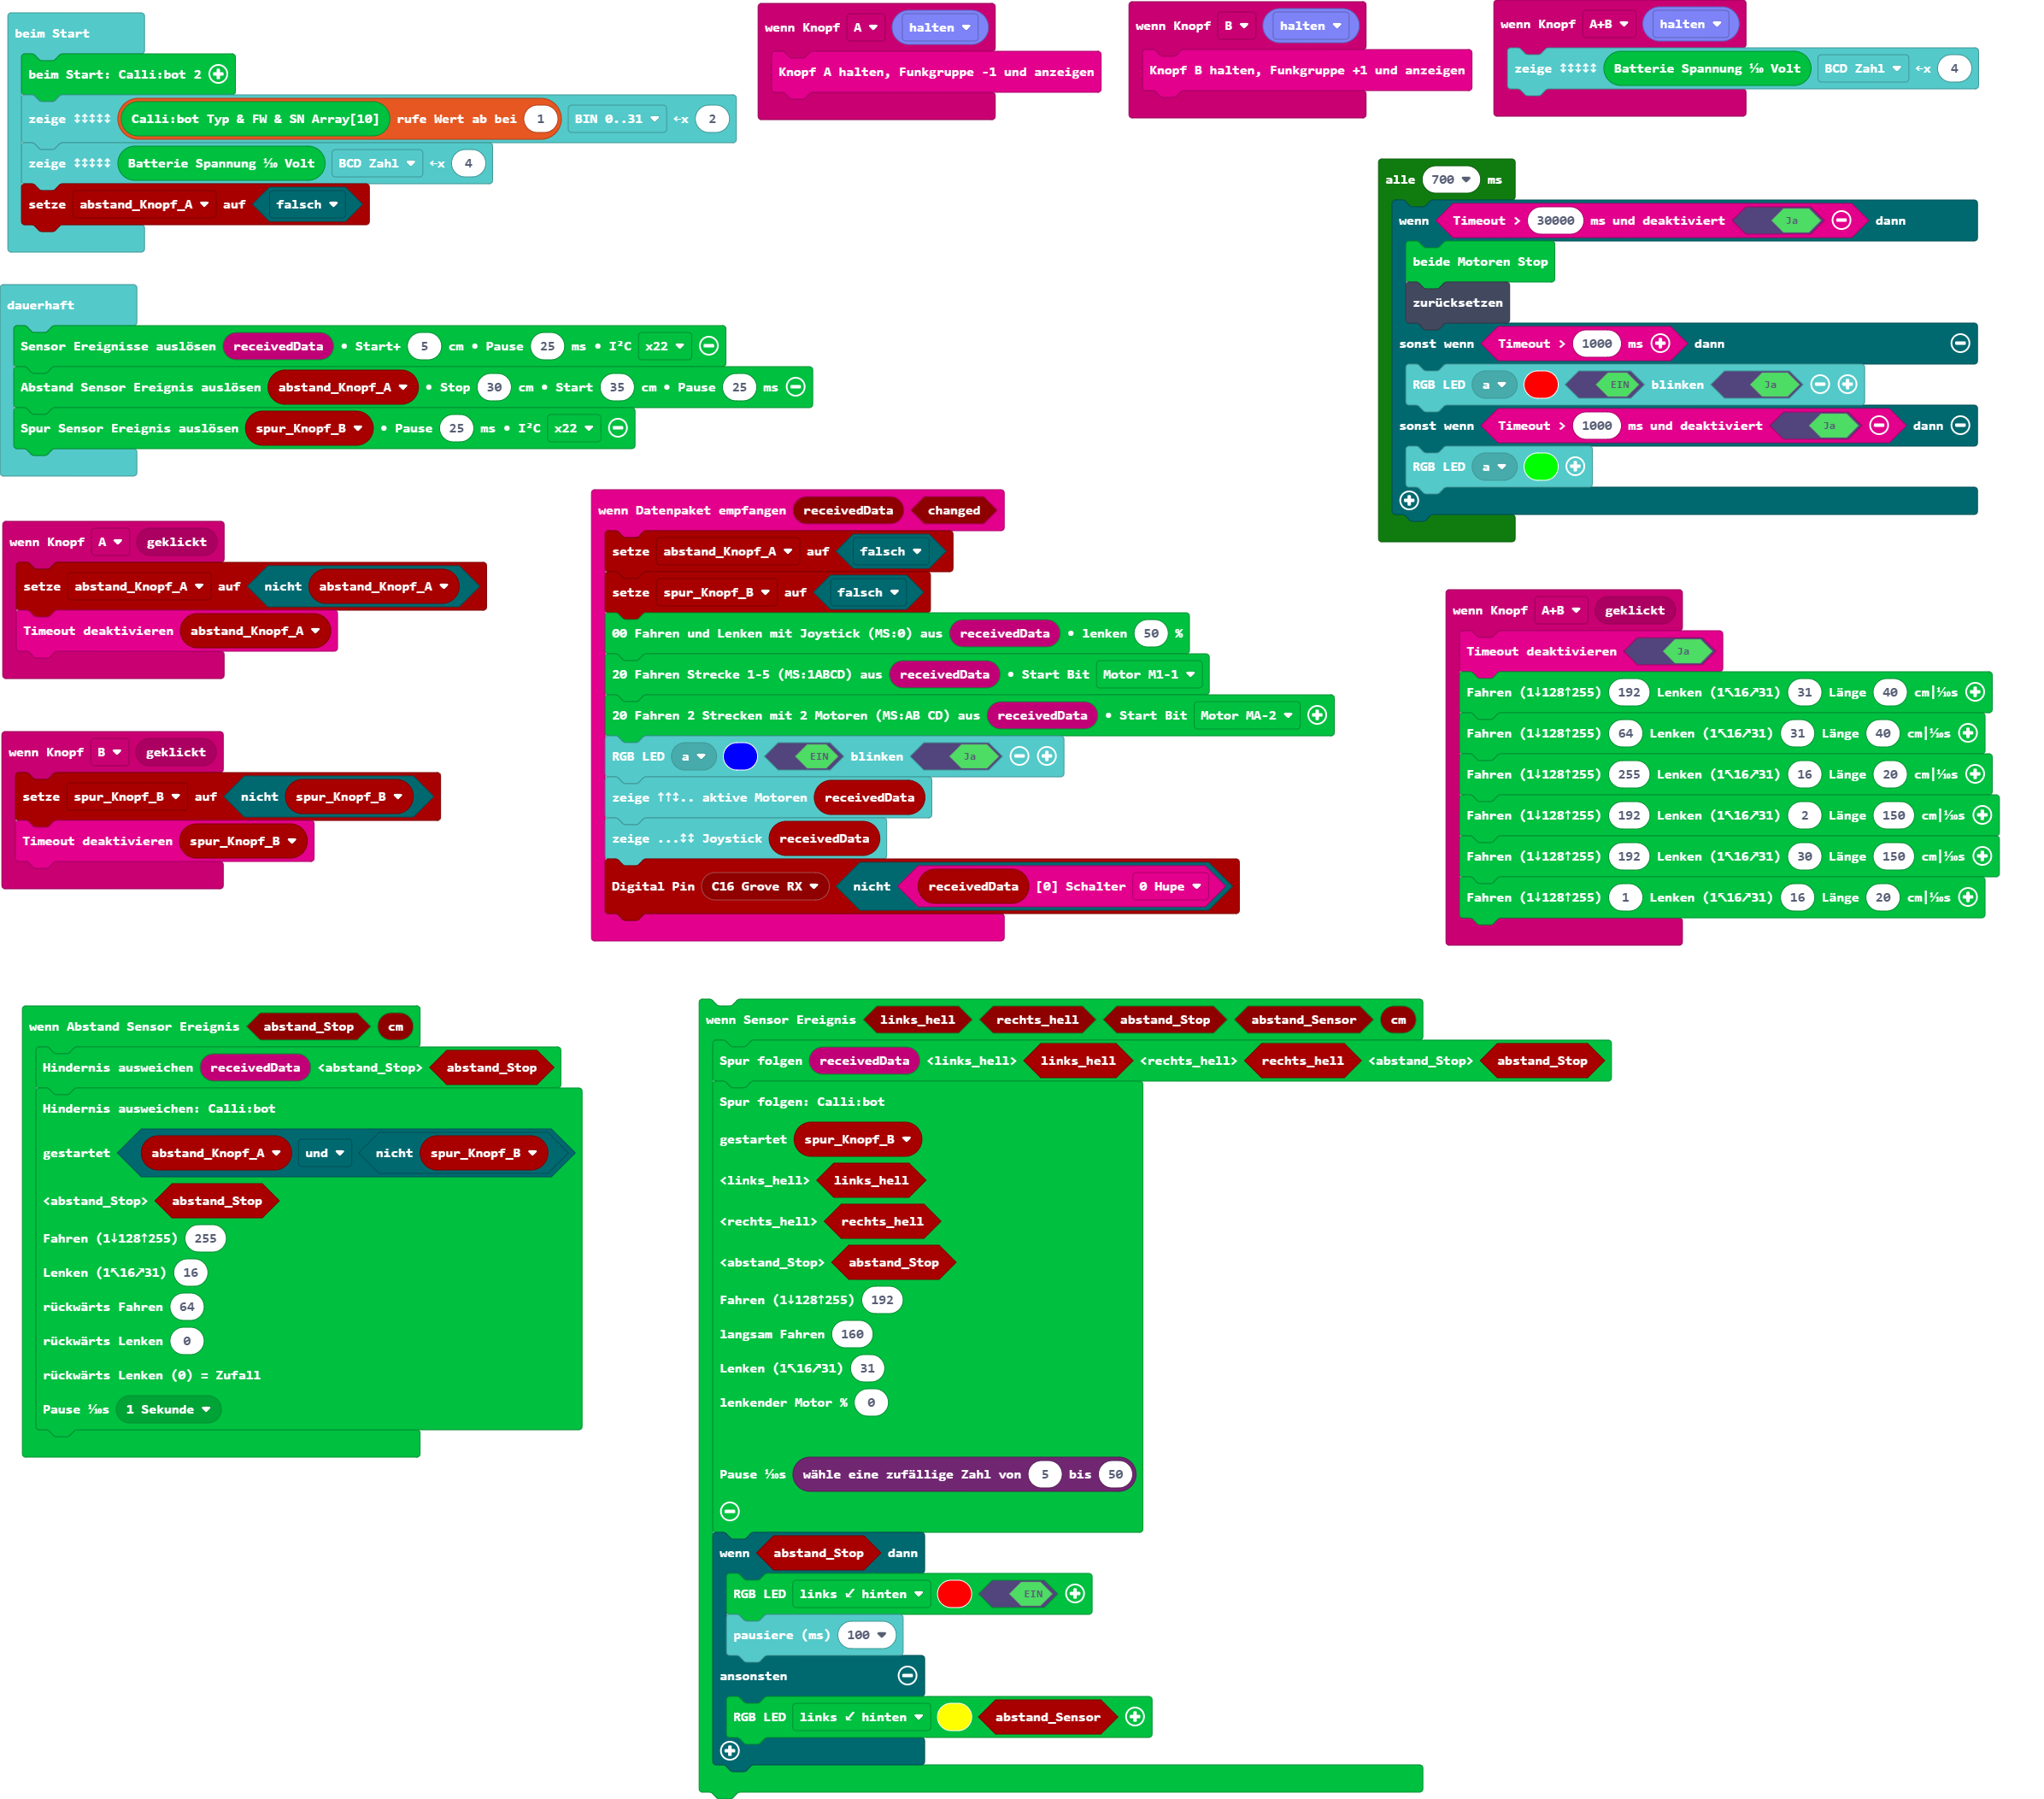 beim Start
beim Start: Calli:bot 2
zeige ↕↕↕↕↕ Calli:bot Typ & FW & SN Array[10] rufe Wert ab bei 1 BIN 0..31 ←x 2
zeige ↕↕↕↕↕ Batterie Spannung ⅒ Volt BCD Zahl ←x 4
setze abstand_Knopf_A auf falsch
wenn Knopf A halten
Knopf A halten, Funkgruppe -1 und anzeigen
wenn Knopf B halten
Knopf B halten, Funkgruppe +1 und anzeigen
wenn Knopf A+B halten
zeige ↕↕↕↕↕ Batterie Spannung ⅒ Volt BCD Zahl ←x 4
alle 700 ms
wenn Timeout > 30000 ms und deaktiviert Ja dann
beide Motoren Stop
zurücksetzen
sonst wenn Timeout > 1000 ms dann
RGB LED a EIN blinken Ja
sonst wenn Timeout > 1000 ms und deaktiviert Ja dann
RGB LED a
dauerhaft
Sensor Ereignisse auslösen receivedData • Start+ 5 cm • Pause 25 ms • I²C x22
Abstand Sensor Ereignis auslösen abstand_Knopf_A • Stop 30 cm • Start 35 cm • Pause 25 ms
Spur Sensor Ereignis auslösen spur_Knopf_B • Pause 25 ms • I²C x22
wenn Knopf A geklickt
setze abstand_Knopf_A auf nicht abstand_Knopf_A
Timeout deaktivieren abstand_Knopf_A
wenn Knopf B geklickt
setze spur_Knopf_B auf nicht spur_Knopf_B
Timeout deaktivieren spur_Knopf_B
wenn Datenpaket empfangen receivedData changed
setze abstand_Knopf_A auf falsch
setze spur_Knopf_B auf falsch
00 Fahren und Lenken mit Joystick (MS:0) aus receivedData • lenken 50 %
20 Fahren Strecke 1-5 (MS:1ABCD) aus receivedData • Start Bit Motor M1-1
20 Fahren 2 Strecken mit 2 Motoren (MS:AB CD) aus receivedData • Start Bit Motor MA-2
RGB LED a EIN blinken Ja
zeige ↑↑↕.. aktive Motoren receivedData
zeige ...↕↕ Joystick receivedData
Digital Pin C16 Grove RX nicht receivedData [0] Schalter 0 Hupe
wenn Knopf A+B geklickt
Timeout deaktivieren Ja
Fahren (1↓128↑255) 192 Lenken (1↖16↗31) 31 Länge 40 cm|⅒s
Fahren (1↓128↑255) 64 Lenken (1↖16↗31) 31 Länge 40 cm|⅒s
Fahren (1↓128↑255) 255 Lenken (1↖16↗31) 16 Länge 20 cm|⅒s
Fahren (1↓128↑255) 192 Lenken (1↖16↗31) 2 Länge 150 cm|⅒s
Fahren (1↓128↑255) 192 Lenken (1↖16↗31) 30 Länge 150 cm|⅒s
Fahren (1↓128↑255) 1 Lenken (1↖16↗31) 16 Länge 20 cm|⅒s
wenn Abstand Sensor Ereignis abstand_Stop cm
Hindernis ausweichen receivedData <abstand_Stop> abstand_Stop
Hindernis ausweichen: Calli:bot
gestartet abstand_Knopf_A und nicht spur_Knopf_B
<abstand_Stop> abstand_Stop
Fahren (1↓128↑255) 255
Lenken (1↖16↗31) 16
rückwärts Fahren 64
rückwärts Lenken 0
rückwärts Lenken (0) = Zufall
Pause ⅒s 1 Sekunde
wenn Sensor Ereignis links_hell rechts_hell abstand_Stop abstand_Sensor cm
Spur folgen receivedData <links_hell> links_hell <rechts_hell> rechts_hell <abstand_Stop> abstand_Stop
Spur folgen: Calli:bot
gestartet spur_Knopf_B
<links_hell> links_hell
<rechts_hell> rechts_hell
<abstand_Stop> abstand_Stop
Fahren (1↓128↑255) 192
langsam Fahren 160
Lenken (1↖16↗31) 31
lenkender Motor % 0
Pause ⅒s wähle eine zufällige Zahl von 5 bis 50
wenn abstand_Stop dann
RGB LED links ↙ hinten EIN
pausiere (ms) 100
ansonsten
RGB LED links ↙ hinten abstand_Sensor